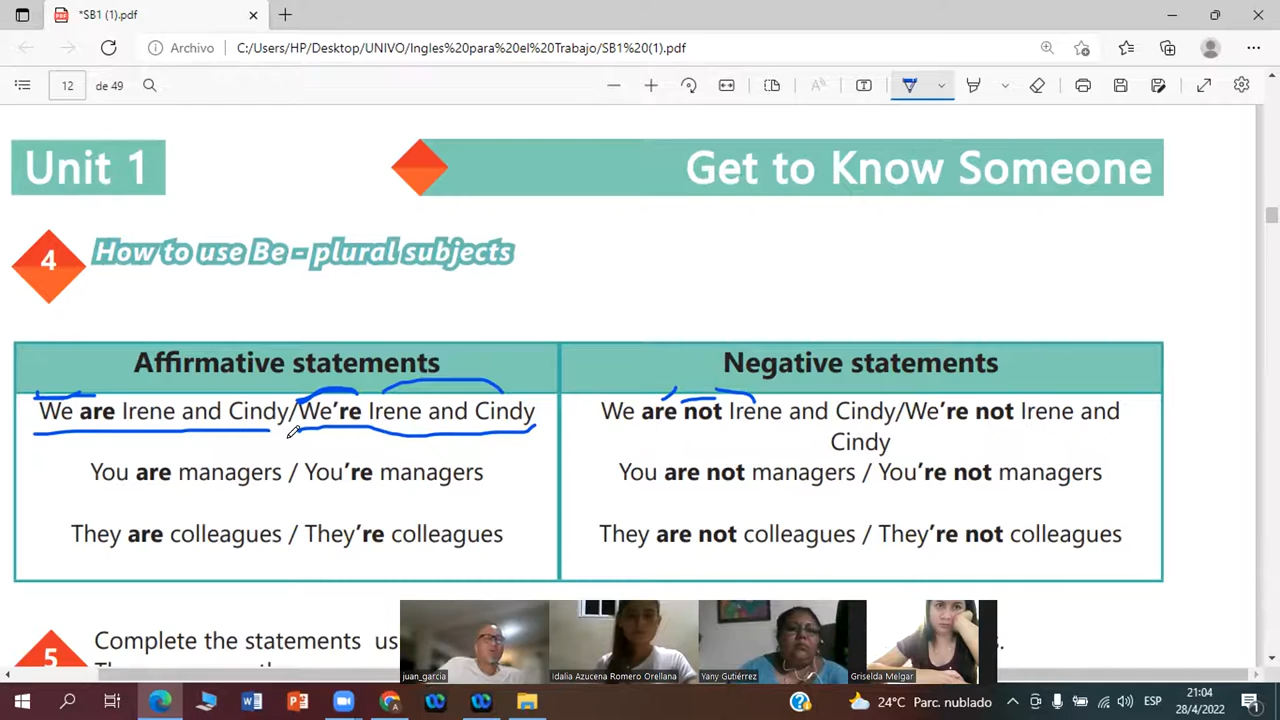 *SB1 (1).pdf
Archivo
C:/Users/HP/Desktop/UNIVO/Ingles%20para%20el%20Trabajo/SB1%20(1).pdf
12 de 49
Unit 1
Get to Know Someone
4
How to use Be - plural subjects
Affirmative statements
Negative statements
We are Irene and Cindy/We're Irene and Cindy
We are not Irene and Cindy/We're not Irene and
Cindy
You are managers / You're managers
You are not managers / You're not managers
They are colleagues / They're colleagues
They are not colleagues / They're not colleagues
5
Complete the statements us
juan_garcia
Idalia Azucena Romero Orellana
Yany Gutiérrez
Griselda Melgar
24°C Parc. nublado
ESP
21:04
28/4/2022
1